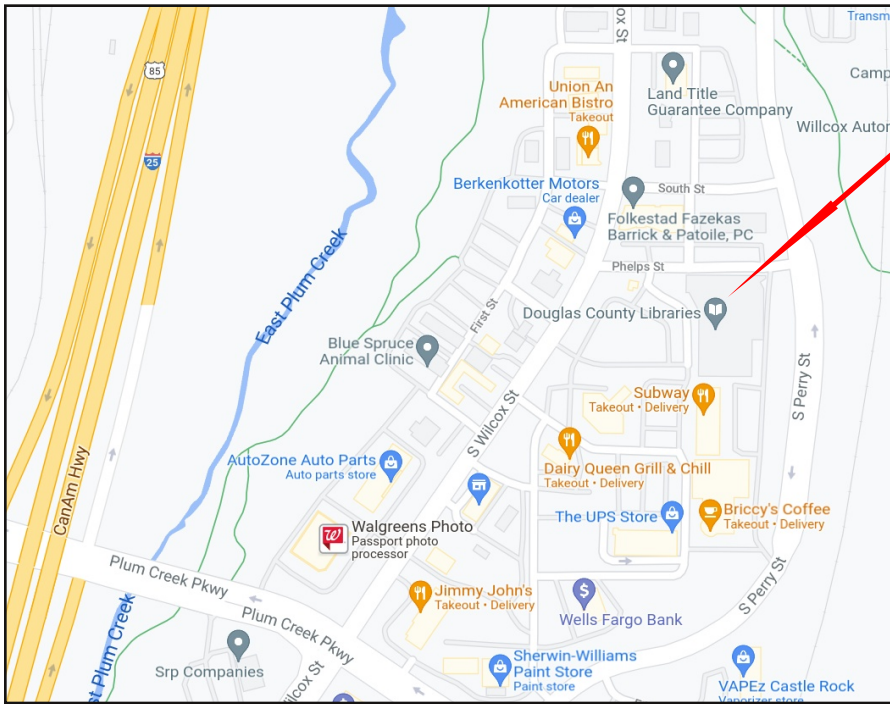 85
25
CanAm Hwy
East Plum Creek
Wilcox St
Transm
Camp
Union An
American Bistro
Takeout
Land Title
Guarantee Company
Willcox Autom
Berkenkotter Motors
Car dealer
South St
Folkestad Fazekas
Barrick & Patoile, PC
Phelps St
First St
Douglas County Libraries
Blue Spruce
Animal Clinic
S Perry St
Subway
Takeout • Delivery
S Wilcox St
AutoZone Auto Parts
Auto parts store
Dairy Queen Grill & Chill
Takeout • Delivery
The UPS Store
Briccy's Coffee
Takeout • Delivery
Walgreens Photo
Passport photo
processor
Plum Creek Pkwy
Plum Creek Pkwy
Jimmy John's
Takeout • Delivery
$
Wells Fargo Bank
S Perry St
st Plum Creek
Srp Companies
Wilcox St
Sherwin-Williams
Paint Store
Paint store
VAPEz Castle Rock
Vaporizer store